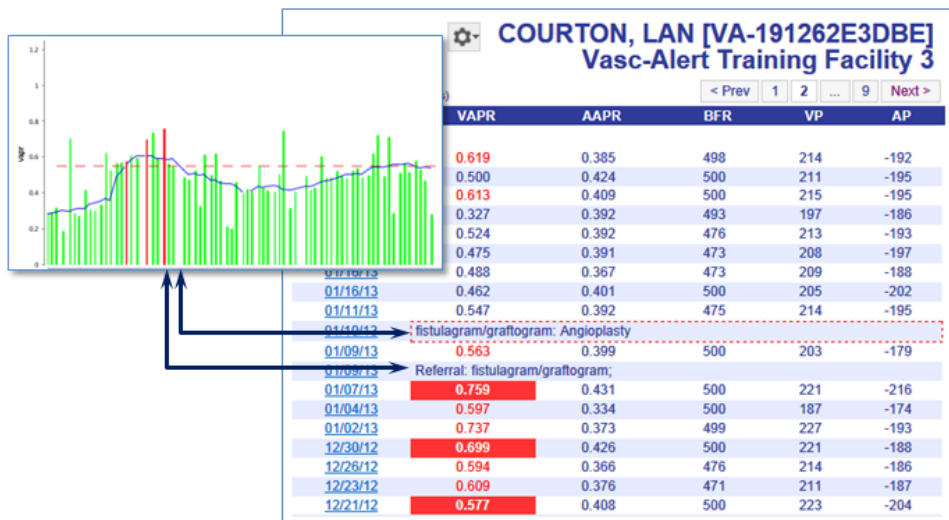 COURTON, LAN [VA-191262E3DBE]
Vasc-Alert Training Facility 3
s)
< Prev 1 2 ... 9 Next >
VAPR AAPR BFR VP AP
0.619 0.385 498 214 -192
0.500 0.424 500 211 -195
0.613 0.409 500 215 -195
0.327 0.392 493 197 -186
0.524 0.392 476 213 -193
0.475 0.391 473 208 -197
01/16/13 0.488 0.367 473 209 -188
01/16/13 0.462 0.401 500 205 -202
01/11/13 0.547 0.392 475 214 -195
01/10/13 fistulagram/graftogram: Angioplasty
01/09/13 0.563 0.399 500 203 -179
01/09/13 Referral: fistulagram/graftogram;
01/07/13 0.759 0.431 500 221 -216
01/04/13 0.597 0.334 500 187 -174
01/02/13 0.737 0.373 499 227 -193
12/30/12 0.699 0.426 500 221 -188
12/26/12 0.594 0.366 476 214 -186
12/23/12 0.609 0.376 471 211 -187
12/21/12 0.577 0.408 500 223 -204
1.2
1
0.8
vapr
0.6
0.4
0.2
0